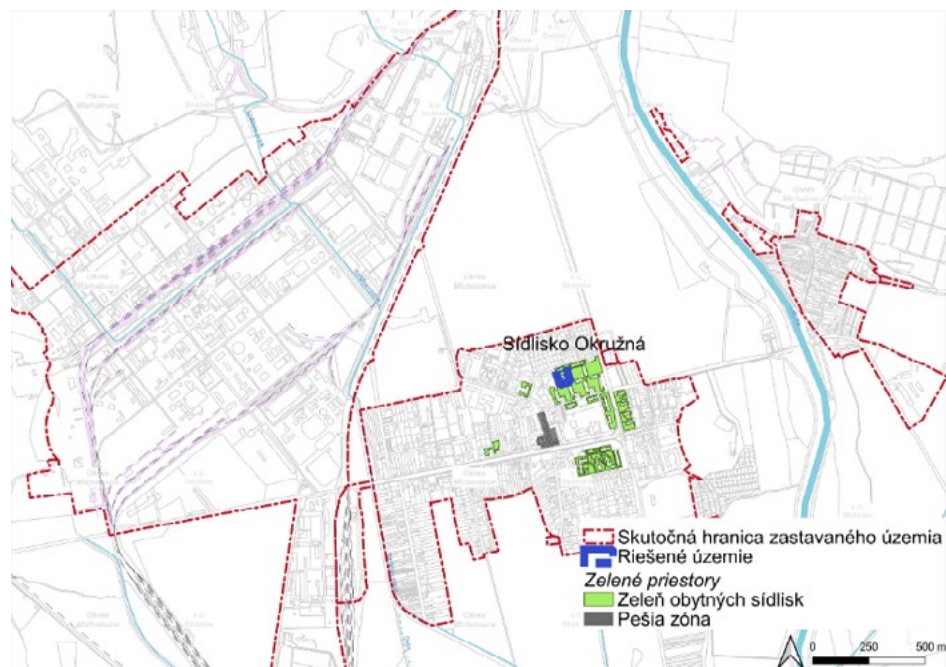 Sídlisko Okružná
Skutočná hranica zastavaného územia
Riešené územie
Zelené priestory
Zeleň obytných sídlisk
Pešia zóna
0 250 500 m